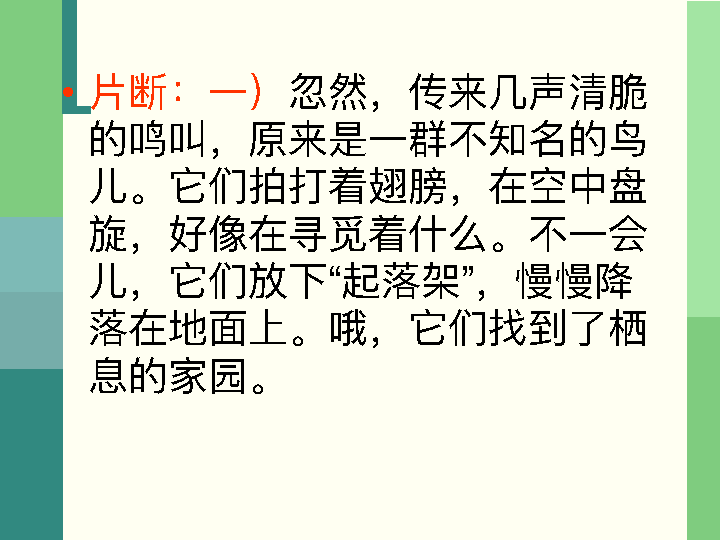 • 片断：一）忽然，传来几声清脆
的鸣叫，原来是一群不知名的鸟
儿。它们拍打着翅膀，在空中盘
旋，好像在寻觅着什么。不一会
儿，它们放下“起落架”，慢慢降
落在地面上。哦，它们找到了栖
息的家园。